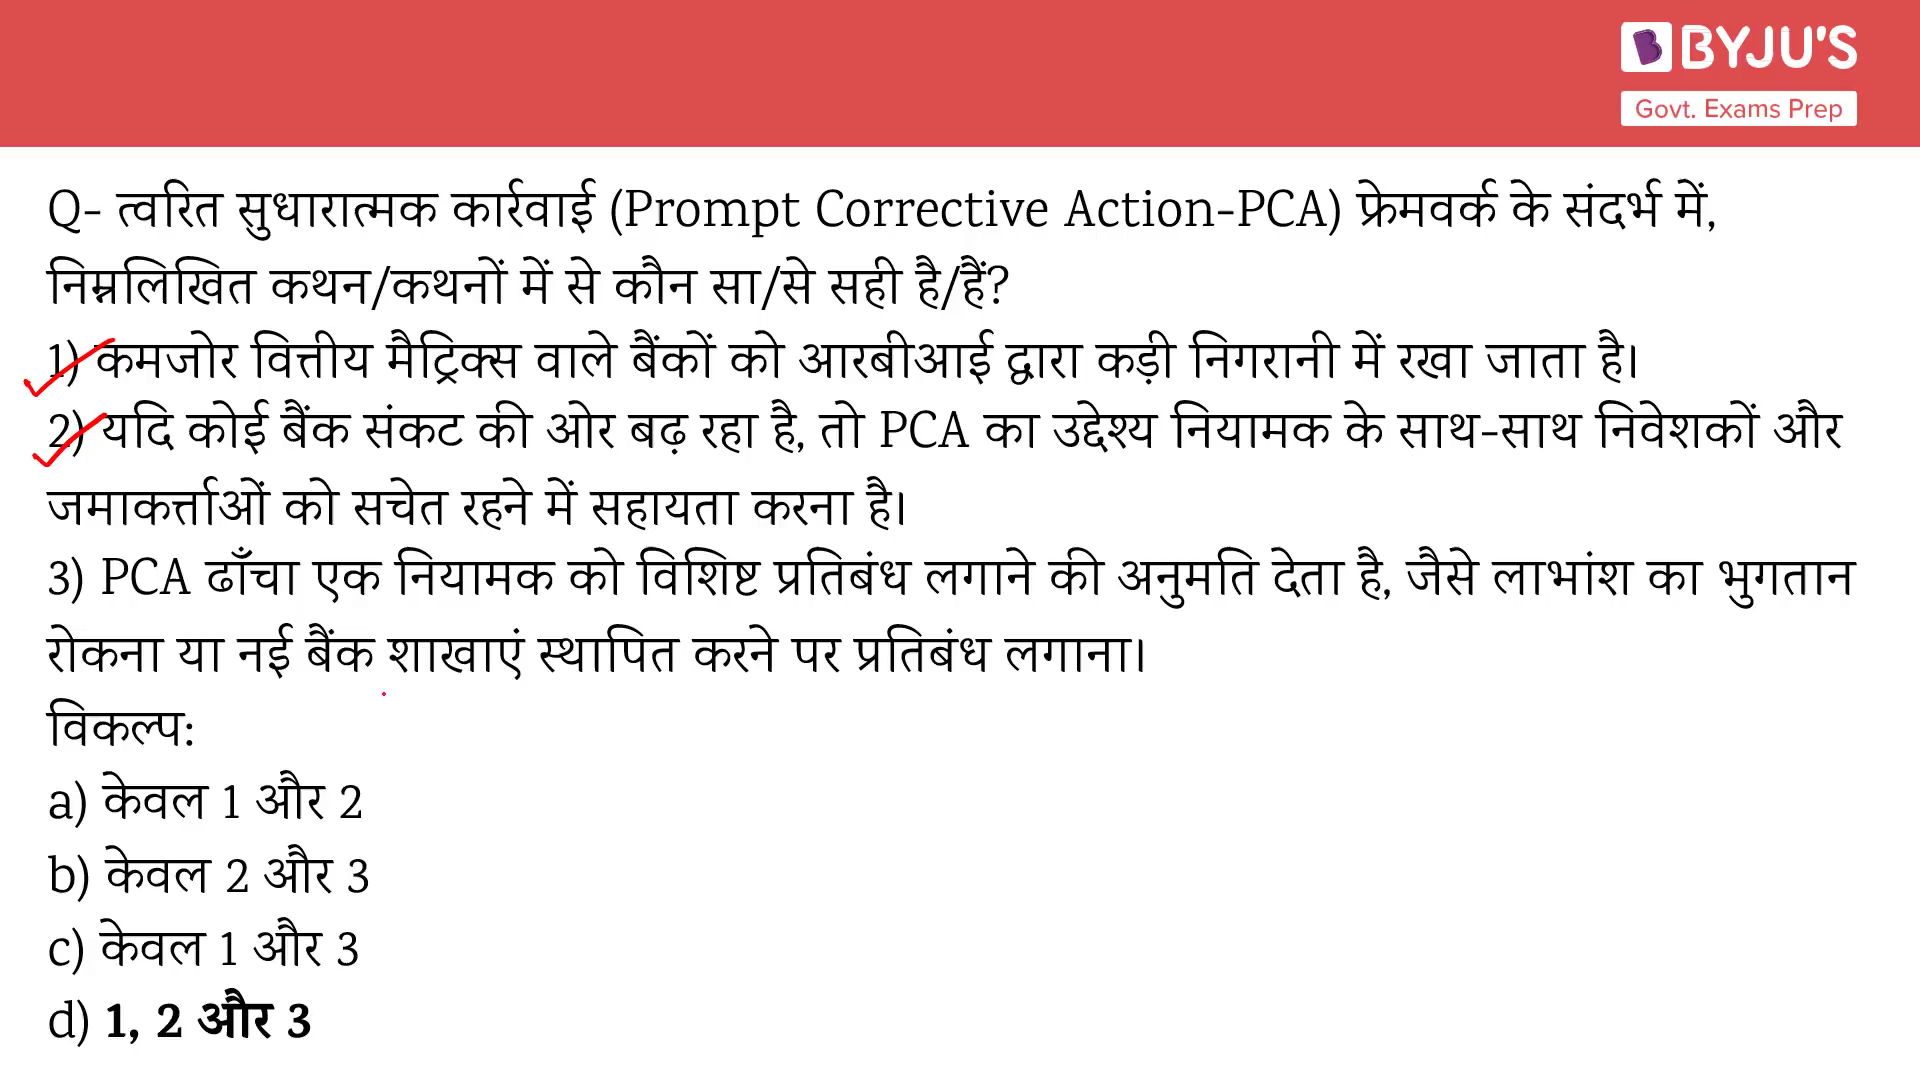 BYJU'S
Govt. Exams Prep
Q- त्वरित सुधारात्मक कार्रवाई (Prompt Corrective Action-PCA) फ्रेमवर्क के संदर्भ में,
निम्नलिखित कथन/कथनों में से कौन सा/से सही है/हैं?
1) कमजोर वित्तीय मैट्रिक्स वाले बैंकों को आरबीआई द्वारा कड़ी निगरानी में रखा जाता है।
2) यदि कोई बैंक संकट की ओर बढ़ रहा है, तो PCA का उद्देश्य नियामक के साथ-साथ निवेशकों और
जमाकर्त्ताओं को सचेत रहने में सहायता करना है।
3) PCA ढाँचा एक नियामक को विशिष्ट प्रतिबंध लगाने की अनुमति देता है, जैसे लाभांश का भुगतान
रोकना या नई बैंक शाखाएं स्थापित करने पर प्रतिबंध लगाना।
विकल्प:
a) केवल 1 और 2
b) केवल 2 और 3
c) केवल 1 और 3
d) 1, 2 और 3